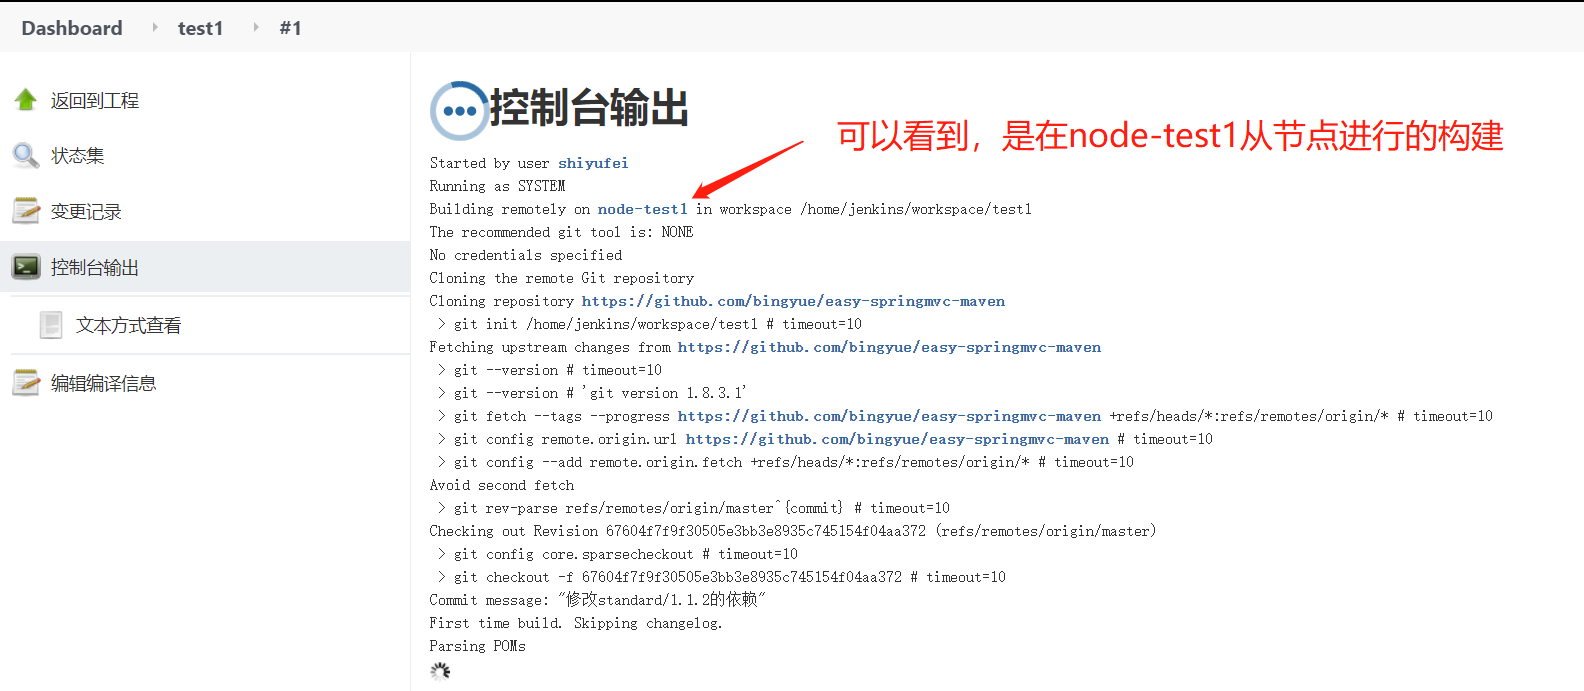 Dashboard test1 #1
返回到工程
状态集
变更记录
控制台输出
文本方式查看
编辑编译信息
控制台输出
可以看到，是在node-test1从节点进行的构建
Started by user shiyufei
Running as SYSTEM
Building remotely on node-test1 in workspace /home/jenkins/workspace/test1
The recommended git tool is: NONE
No credentials specified
Cloning the remote Git repository
Cloning repository https://github.com/bingyue/easy-springmvc-maven
 > git init /home/jenkins/workspace/test1 # timeout=10
Fetching upstream changes from https://github.com/bingyue/easy-springmvc-maven
 > git --version # timeout=10
 > git --version # 'git version 1.8.3.1'
 > git fetch --tags --progress https://github.com/bingyue/easy-springmvc-maven +refs/heads/*:refs/remotes/origin/* # timeout=10
 > git config remote.origin.url https://github.com/bingyue/easy-springmvc-maven # timeout=10
 > git config --add remote.origin.fetch +refs/heads/*:refs/remotes/origin/* # timeout=10
Avoid second fetch
 > git rev-parse refs/remotes/origin/master^{commit} # timeout=10
Checking out Revision 67604f7f9f30505e3bb3e8935c745154f04aa372 (refs/remotes/origin/master)
 > git config core.sparsecheckout # timeout=10
 > git checkout -f 67604f7f9f30505e3bb3e8935c745154f04aa372 # timeout=10
Commit message: "修改standard/1.1.2的依赖"
First time build. Skipping changelog.
Parsing POMs